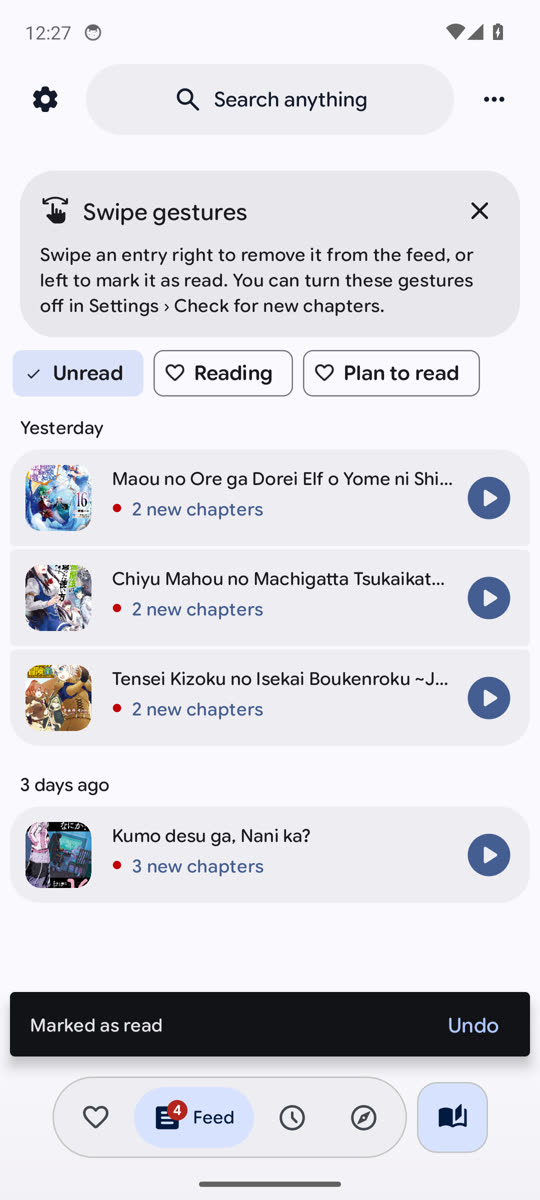 12:27
Search anything
Swipe gestures
Swipe an entry right to remove it from the feed, or
left to mark it as read. You can turn these gestures
off in Settings › Check for new chapters.
Unread
Reading
Plan to read
Yesterday
Maou no Ore ga Dorei Elf o Yome ni Shi...
2 new chapters
16
Chiyu Mahou no Machigatta Tsukaikat...
2 new chapters
Tensei Kizoku no Isekai Boukenroku ~J...
2 new chapters
3 days ago
Kumo desu ga, Nani ka?
3 new chapters
Marked as read
Undo
4
Feed